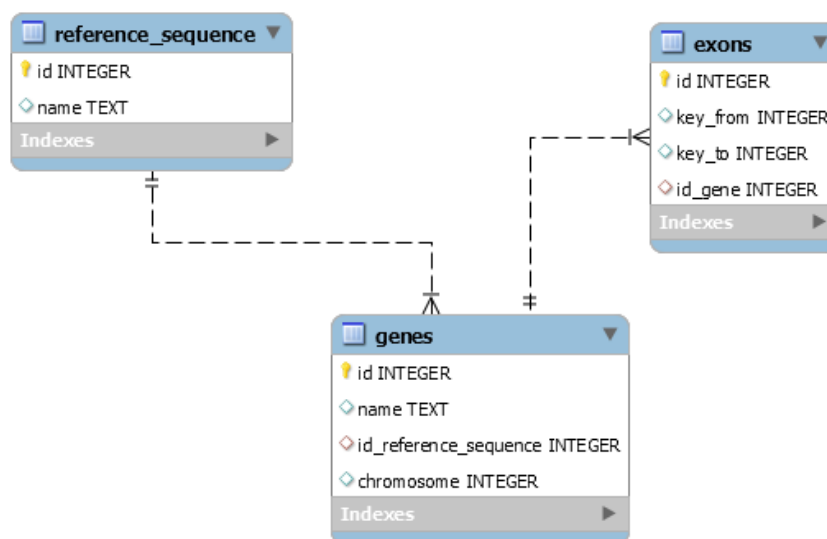 reference_sequence
id INTEGER
name TEXT
Indexes
exons
id INTEGER
key_from INTEGER
key_to INTEGER
id_gene INTEGER
Indexes
genes
id INTEGER
name TEXT
id_reference_sequence INTEGER
chromosome INTEGER
Indexes